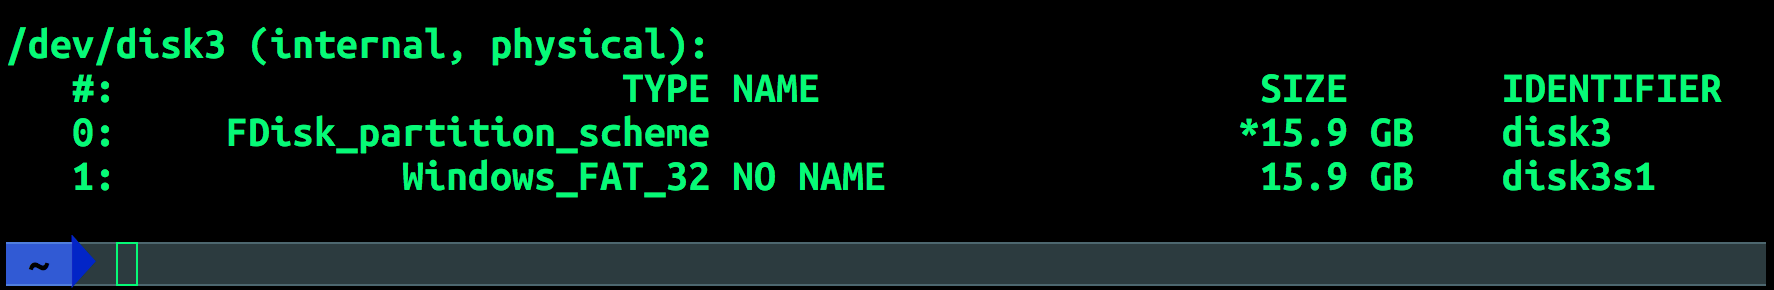 /dev/disk3 (internal, physical):
#: TYPE NAME SIZE IDENTIFIER
0: FDisk_partition_scheme *15.9 GB disk3
1: Windows_FAT_32 NO NAME 15.9 GB disk3s1
~